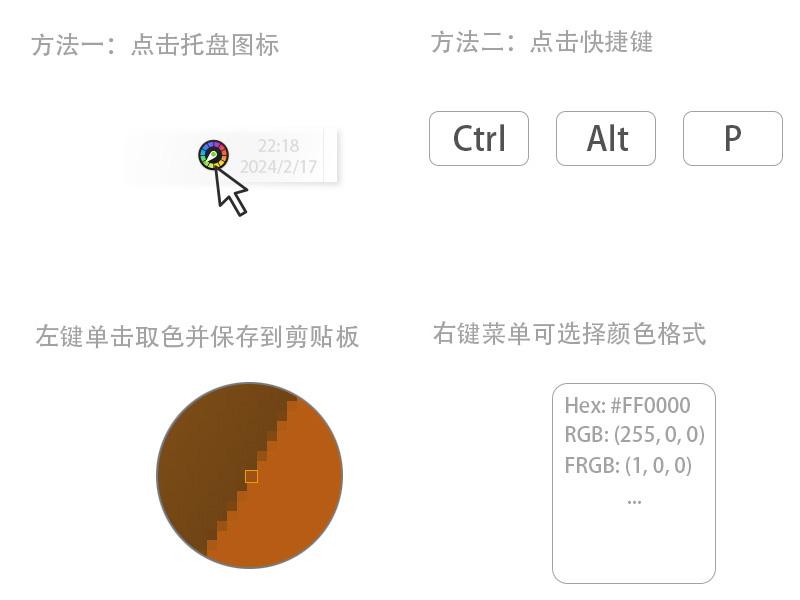 方法一：点击托盘图标
方法二：点击快捷键
22:18
2024/2/17
Ctrl
Alt
P
左键单击取色并保存到剪贴板
右键菜单可选择颜色格式
Hex: #FF0000
RGB: (255, 0, 0)
FRGB: (1, 0, 0)
...